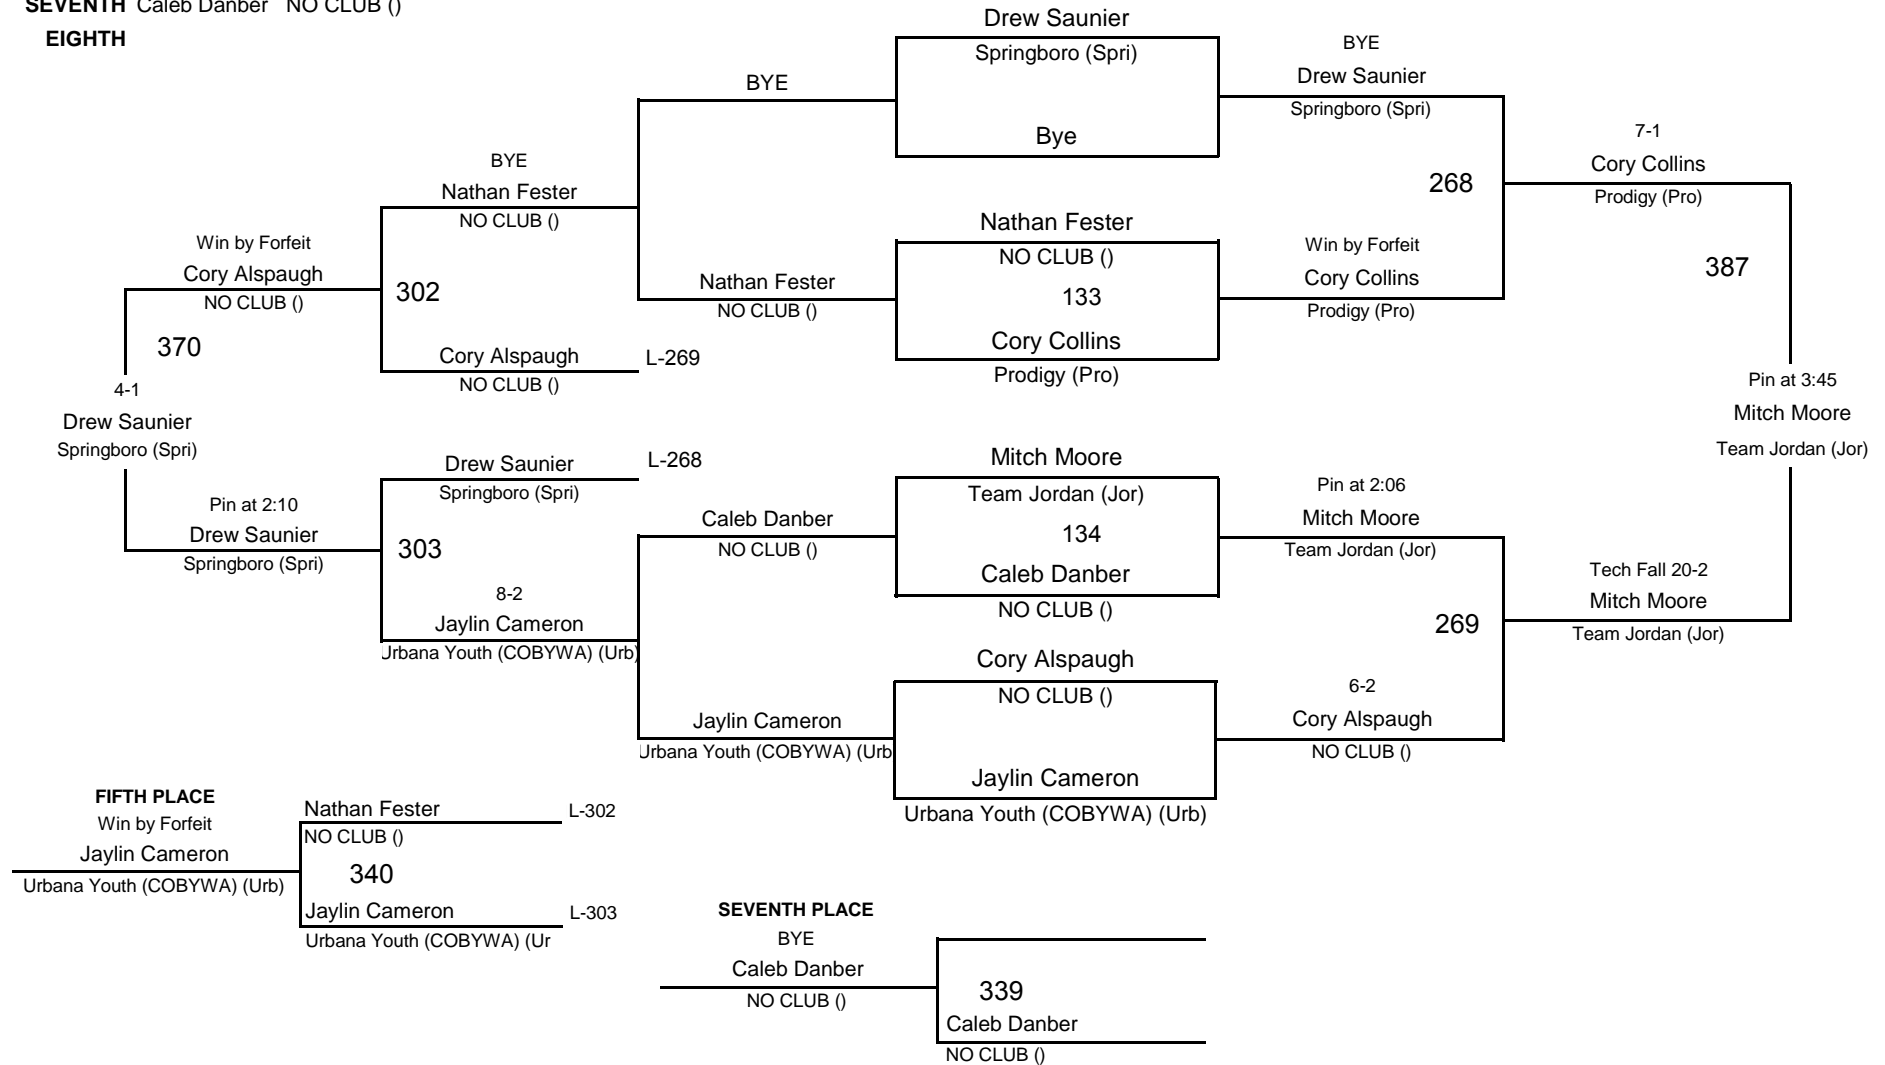 SEVENTH Caleb Danber NO CLUB ()
EIGHTH
Drew Saunier
Springboro (Spri)
Bye
Nathan Fester
NO CLUB ()
133
Cory Collins
Prodigy (Pro)
Mitch Moore
Team Jordan (Jor)
134
Caleb Danber
NO CLUB ()
Cory Alspaugh
NO CLUB ()
Jaylin Cameron
Urbana Youth (COBYWA) (Urb)
BYE
Drew Saunier
Springboro (Spri)
268
Win by Forfeit
Cory Collins
Prodigy (Pro)
Pin at 2:06
Mitch Moore
Team Jordan (Jor)
269
6-2
Cory Alspaugh
NO CLUB ()
7-1
Cory Collins
Prodigy (Pro)
387
Tech Fall 20-2
Mitch Moore
Team Jordan (Jor)
Pin at 3:45
Mitch Moore
Team Jordan (Jor)
BYE
Nathan Fester
NO CLUB ()
Caleb Danber
NO CLUB ()
Jaylin Cameron
Urbana Youth (COBYWA) (Urb
BYE
Nathan Fester
NO CLUB ()
302
Cory Alspaugh
L-269
NO CLUB ()
Drew Saunier
L-268
Springboro (Spri)
303
8-2
Jaylin Cameron
Urbana Youth (COBYWA) (Urb)
Win by Forfeit
Cory Alspaugh
NO CLUB ()
370
Pin at 2:10
Drew Saunier
Springboro (Spri)
4-1
Drew Saunier
Springboro (Spri)
FIFTH PLACE
Win by Forfeit
Jaylin Cameron
Urbana Youth (COBYWA) (Urb)
Nathan Fester
L-302
NO CLUB ()
340
Jaylin Cameron
L-303
Urbana Youth (COBYWA) (Ur
SEVENTH PLACE
BYE
Caleb Danber
NO CLUB ()
339
Caleb Danber
NO CLUB ()